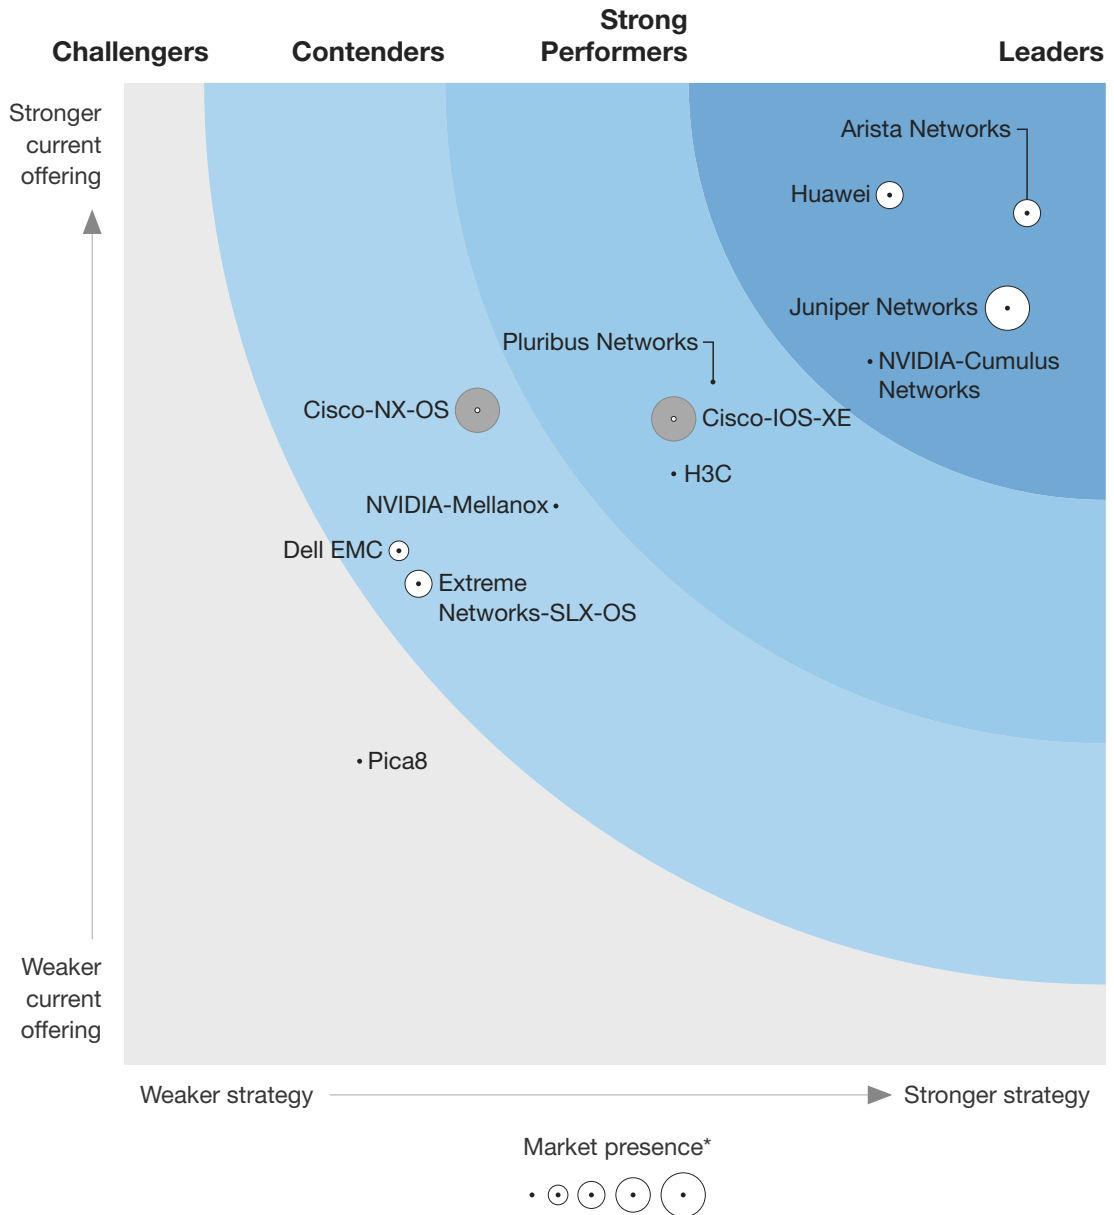 Challengers
Contenders
Strong
Performers
Leaders
Stronger
current
offering
Arista Networks
Huawei
Juniper Networks
Pluribus Networks
NVIDIA-Cumulus
Networks
Cisco-NX-OS
Cisco-IOS-XE
H3C
NVIDIA-Mellanox
Dell EMC
Extreme
Networks-SLX-OS
Pica8
Weaker
current
offering
Weaker strategy
Stronger strategy
Market presence*